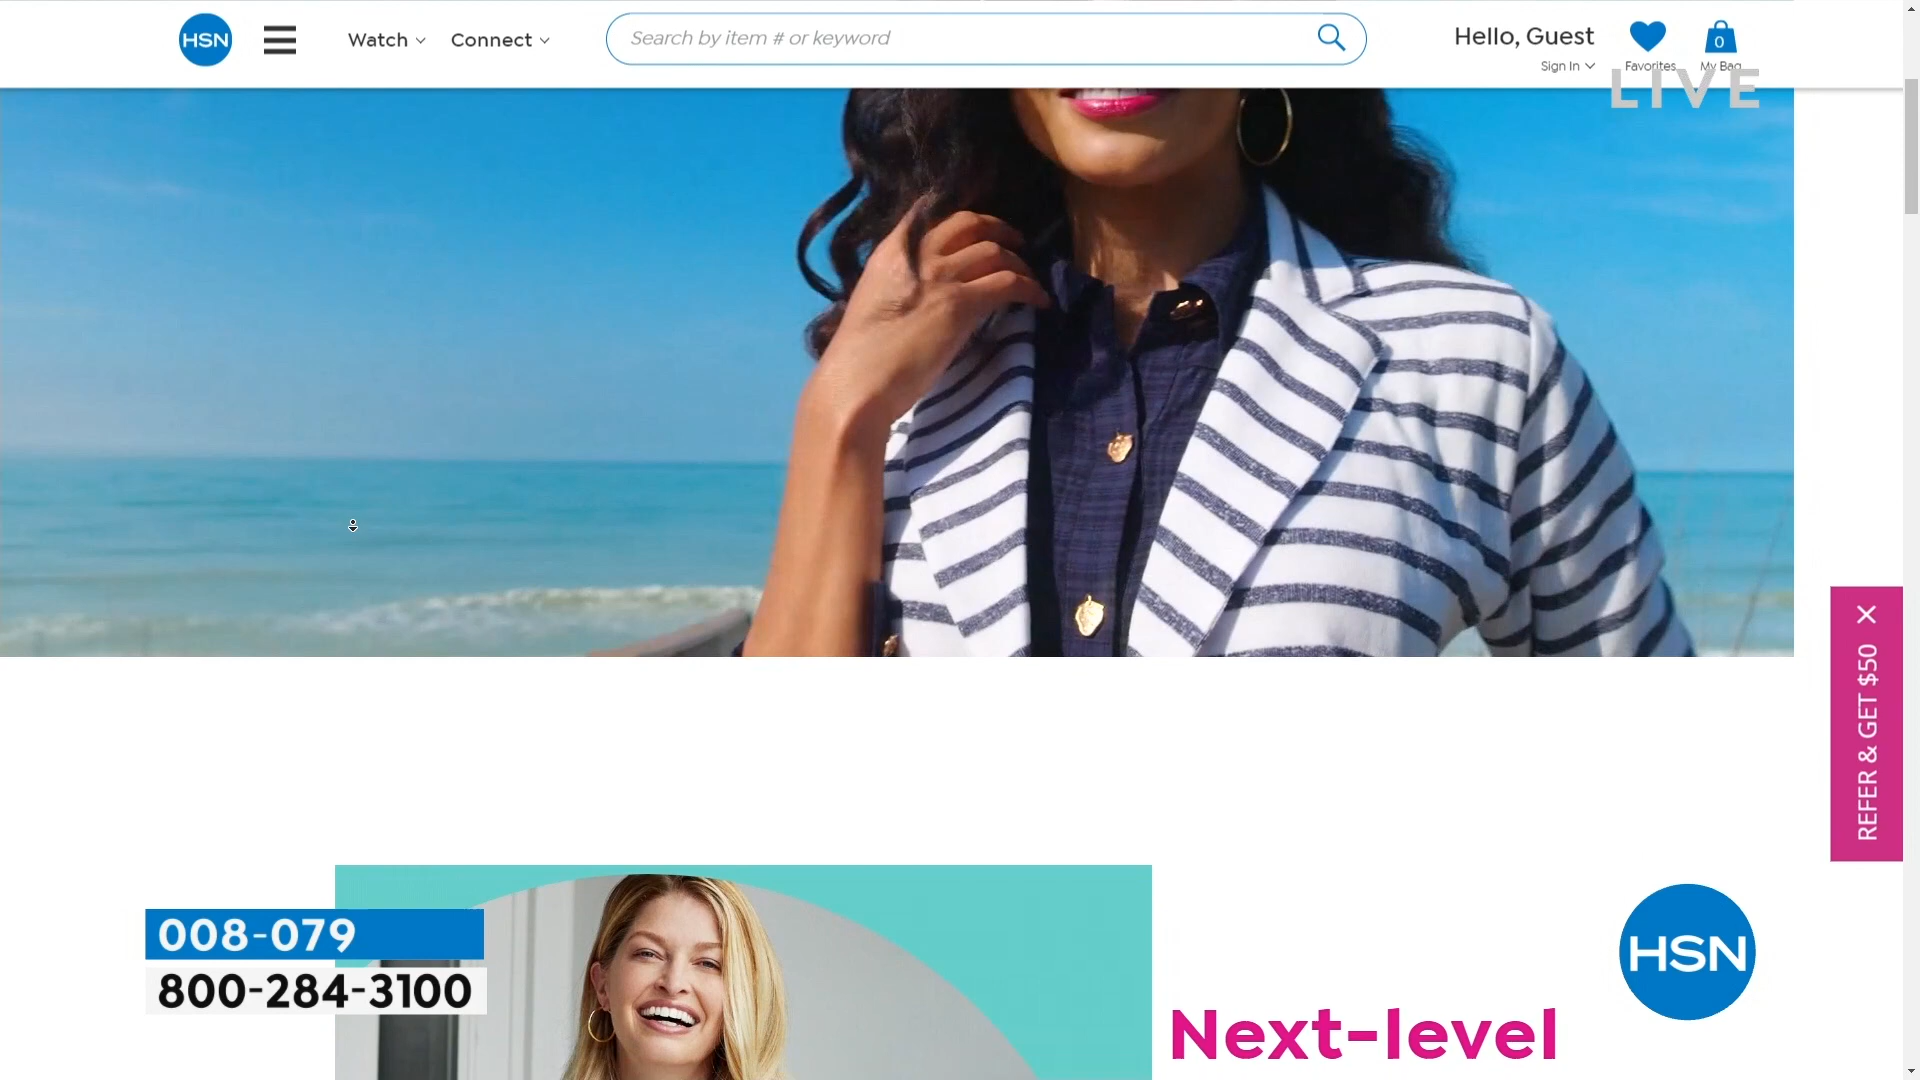 HSN
Watch
Connect
Search by item # or keyword
Hello, Guest
Sign In
Favorites
0
My Bag
LIVE
REFER & GET $50
008-079
800-284-3100
HSN
Next-level